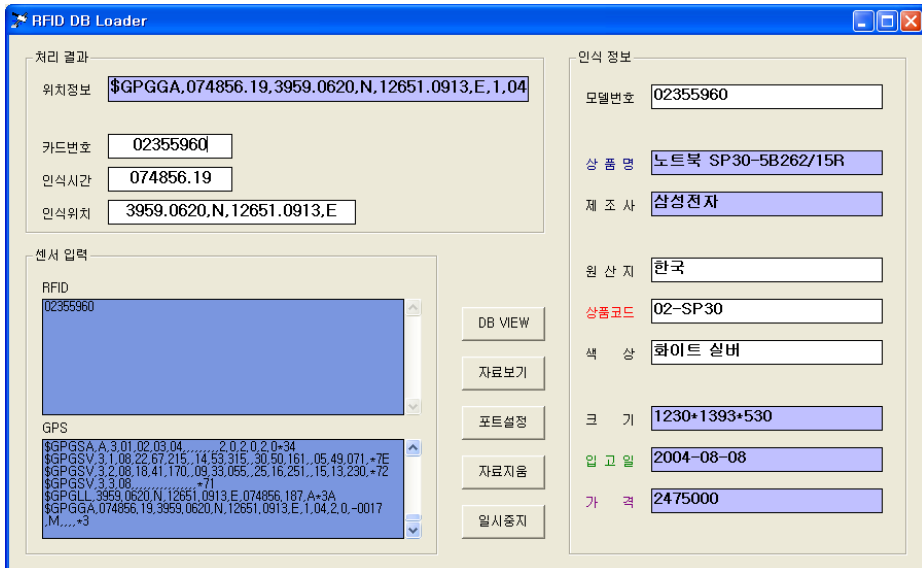 RFID DB Loader
처리 결과
위치정보 $GPGGA,074856.19,3959.0620,N,12651.0913,E,1,04
카드번호 02355960
인식시간 074856.19
인식위치 3959.0620,N,12651.0913,E
센서 입력
RFID
02355960
GPS
$GPGSA,A,3,01,02,03,04,,,,,,,,,2,0,2,0,2,0*34
$GPGSV,3,1,08,22,67,215,,14,53,315,,30,50,161,,05,49,071,*7E
$GPGSV,3,2,08,18,41,170,,09,33,055,,25,16,251,,15,13,230,*72
$GPGSV,3,3,08,,,,,,,,,,,,,,,,*71
$GPGLL,3959,0620,N,12651,0913,E,074856,187,A*3A
$GPGGA,074856,19,3959,0620,N,12651,0913,E,1,04,2,0,-0017
,M,,,,*3
DB VIEW
자료보기
포트설정
자료지움
일시중지
인식 정보
모델번호 02355960
상 품 명 노트북 SP30-5B262/15R
제 조 사 삼성전자
원 산 지 한국
상품코드 02-SP30
색 상 화이트 실버
크 기 1230*1393*530
입 고 일 2004-08-08
가 격 2475000